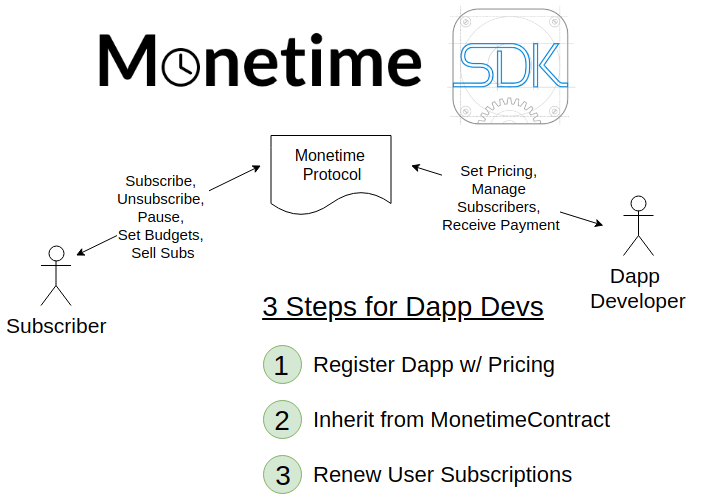 Monetime
SDK
Monetime
Protocol
Subscribe,
Unsubscribe,
Pause,
Set Budgets,
Sell Subs
Set Pricing,
Manage
Subscribers,
Receive Payment
Subscriber
Dapp
Developer
3 Steps for Dapp Devs
1 Register Dapp w/ Pricing
2 Inherit from MonetimeContract
3 Renew User Subscriptions